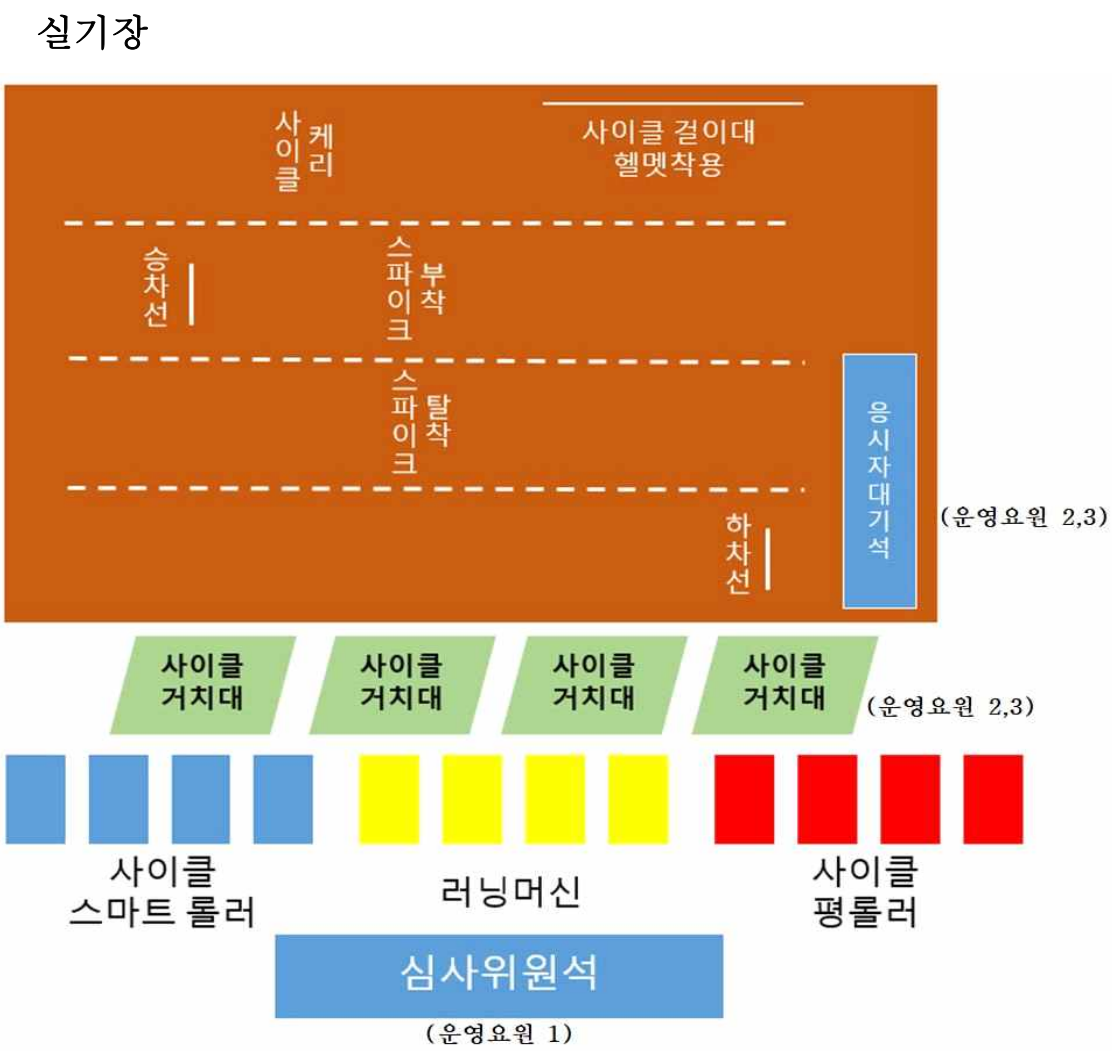 실기장
사이클
케리
사이클 걸이대
헬멧착용
승차선
스파이크
부착
스파이크
탈착
응시자대기석
(운영요원 2,3)
하차선
사이클
거치대
사이클
거치대
사이클
거치대
사이클
거치대
(운영요원 2,3)
사이클
스마트 롤러
러닝머신
사이클
평롤러
심사위원석
(운영요원 1)